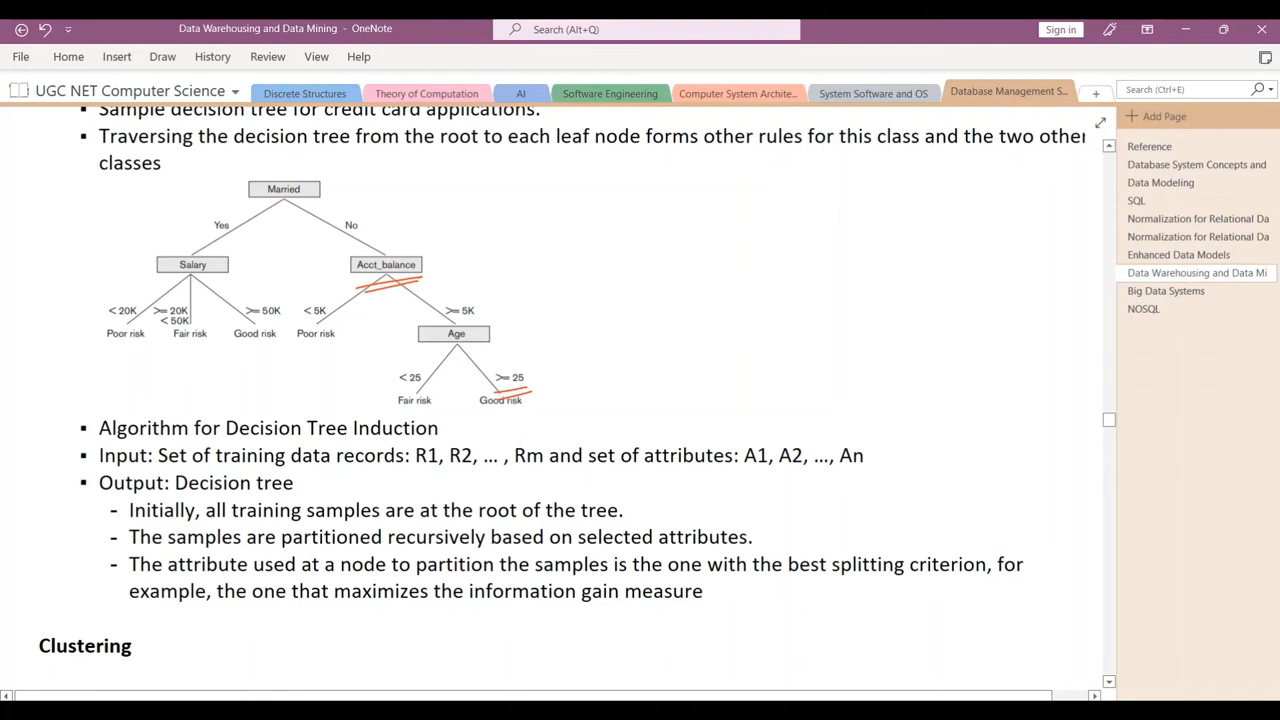 Data Warehousing and Data Mining - OneNote
Search (Alt+Q)
Sign in
File Home Insert Draw History Review View Help
UGC NET Computer Science
Discrete Structures
Theory of Computation
AI
Software Engineering
Computer System Archite...
System Software and OS
Database Management S...
Search (Ctrl+E)
Add Page
Reference
Database System Concepts and
Data Modeling
SQL
Normalization for Relational Da
Normalization for Relational Da
Enhanced Data Models
Data Warehousing and Data Mi
Big Data Systems
NOSQL
▪ Sample decision tree for credit card applications.
▪ Traversing the decision tree from the root to each leaf node forms other rules for this class and the two other
classes
Married
Yes No
Salary Acct_balance
< 20K >= 20K >= 50K < 5K >= 5K
< 50K
Poor risk Fair risk Good risk Poor risk Age
< 25 >= 25
Fair risk Good risk
▪ Algorithm for Decision Tree Induction
▪ Input: Set of training data records: R1, R2, ... , Rm and set of attributes: A1, A2, ..., An
▪ Output: Decision tree
- Initially, all training samples are at the root of the tree.
- The samples are partitioned recursively based on selected attributes.
- The attribute used at a node to partition the samples is the one with the best splitting criterion, for
example, the one that maximizes the information gain measure
Clustering